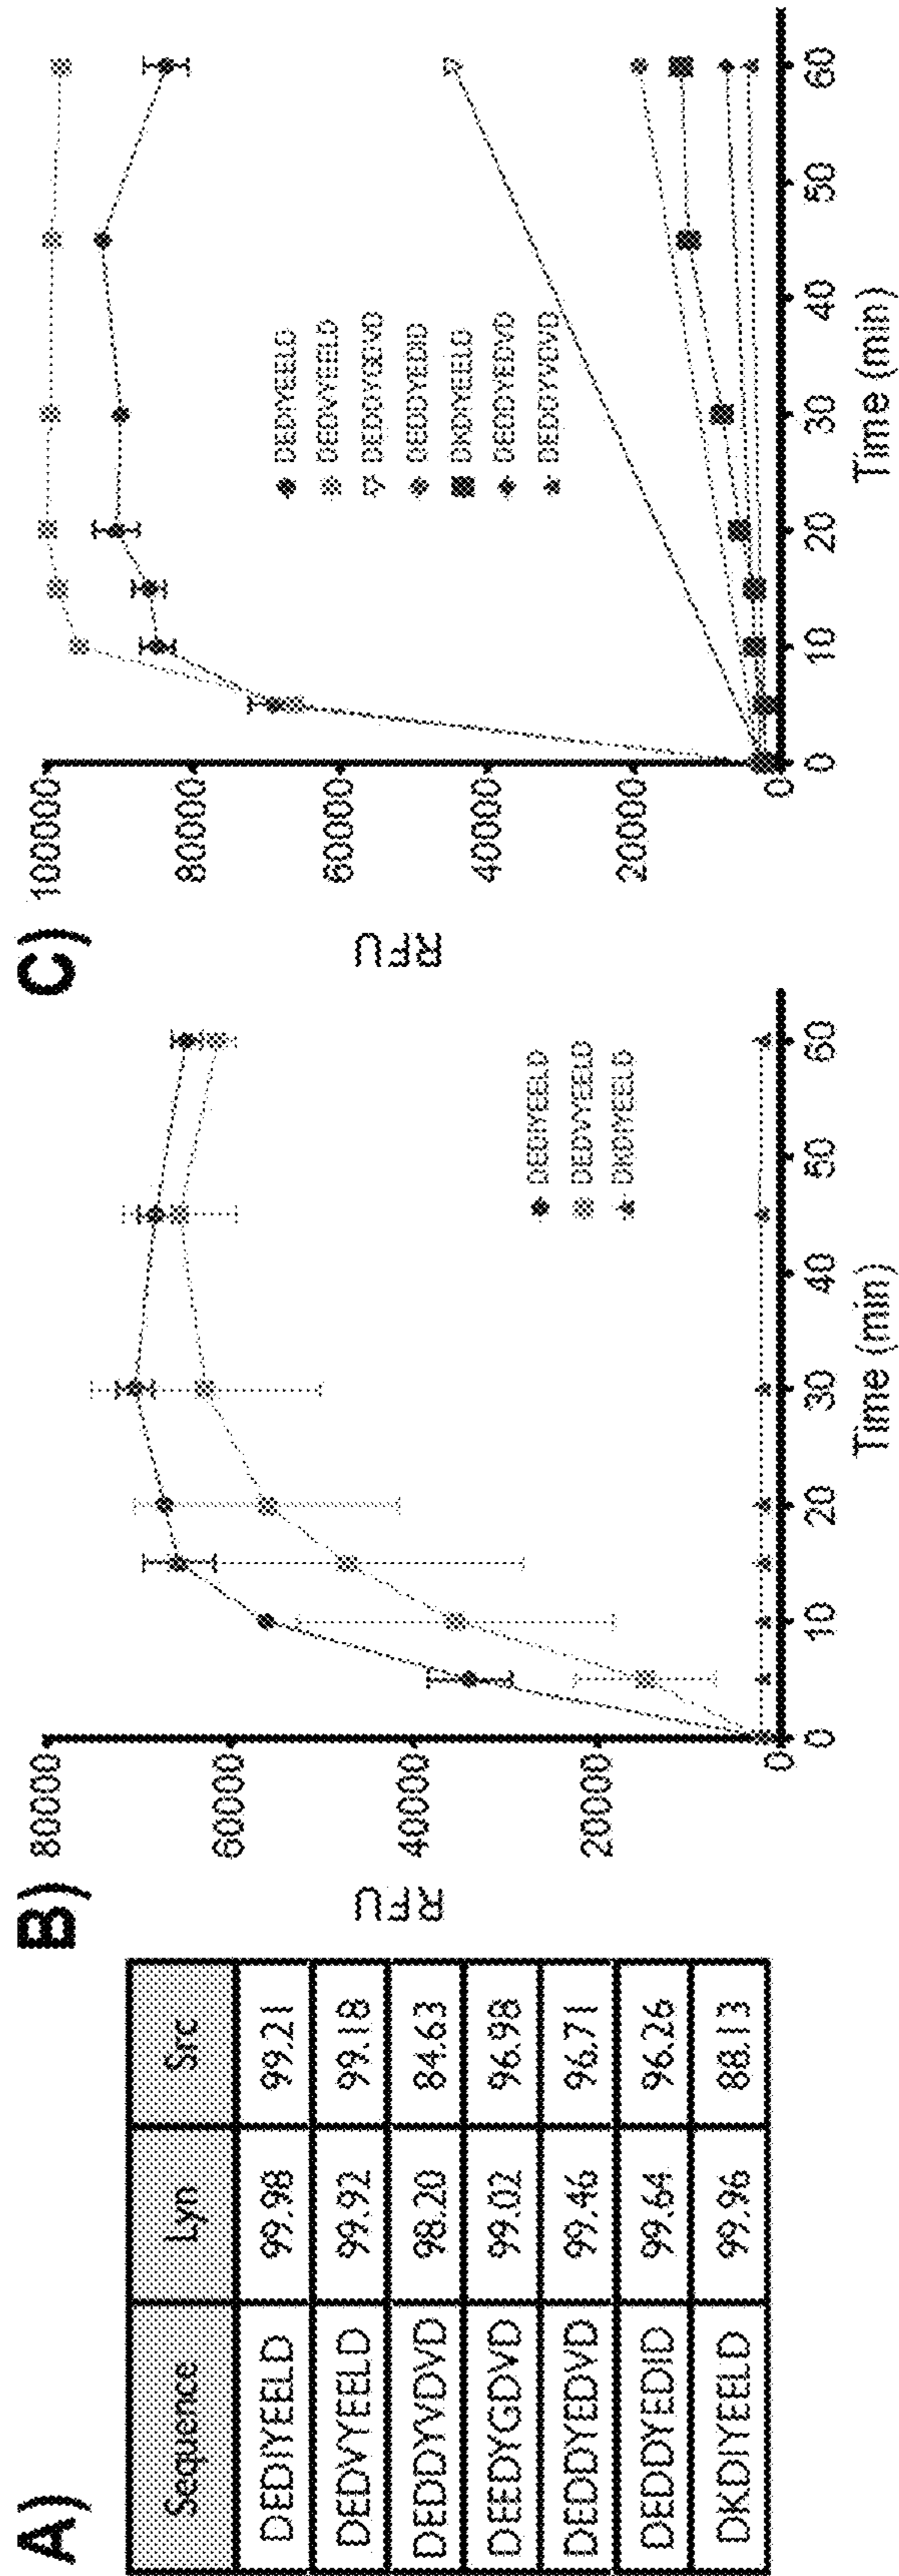 A)
Sequence Lyn Src
DEDIYEELD 99.98 99.21
DEDVYEELD 99.92 99.18
DEDDYVDVD 98.20 84.63
DEEDYGDVD 99.02 96.98
DEDDYEDVD 99.46 96.71
DEDDYEDID 99.64 96.26
DKDIYEELD 99.96 88.13
B)
RFU
80000
60000
40000
20000
0
0 10 20 30 40 50 60
Time (min)
DEDIYEELD
DEDVYEELD
DKDIYEELD
C)
RFU
100000
80000
60000
40000
20000
0
0 10 20 30 40 50 60
Time (min)
DEDIYEELD
DEDVYEELD
DEDDYEDID
DKDIYEELD
DEDDYEDVD
DEDDYVDVD